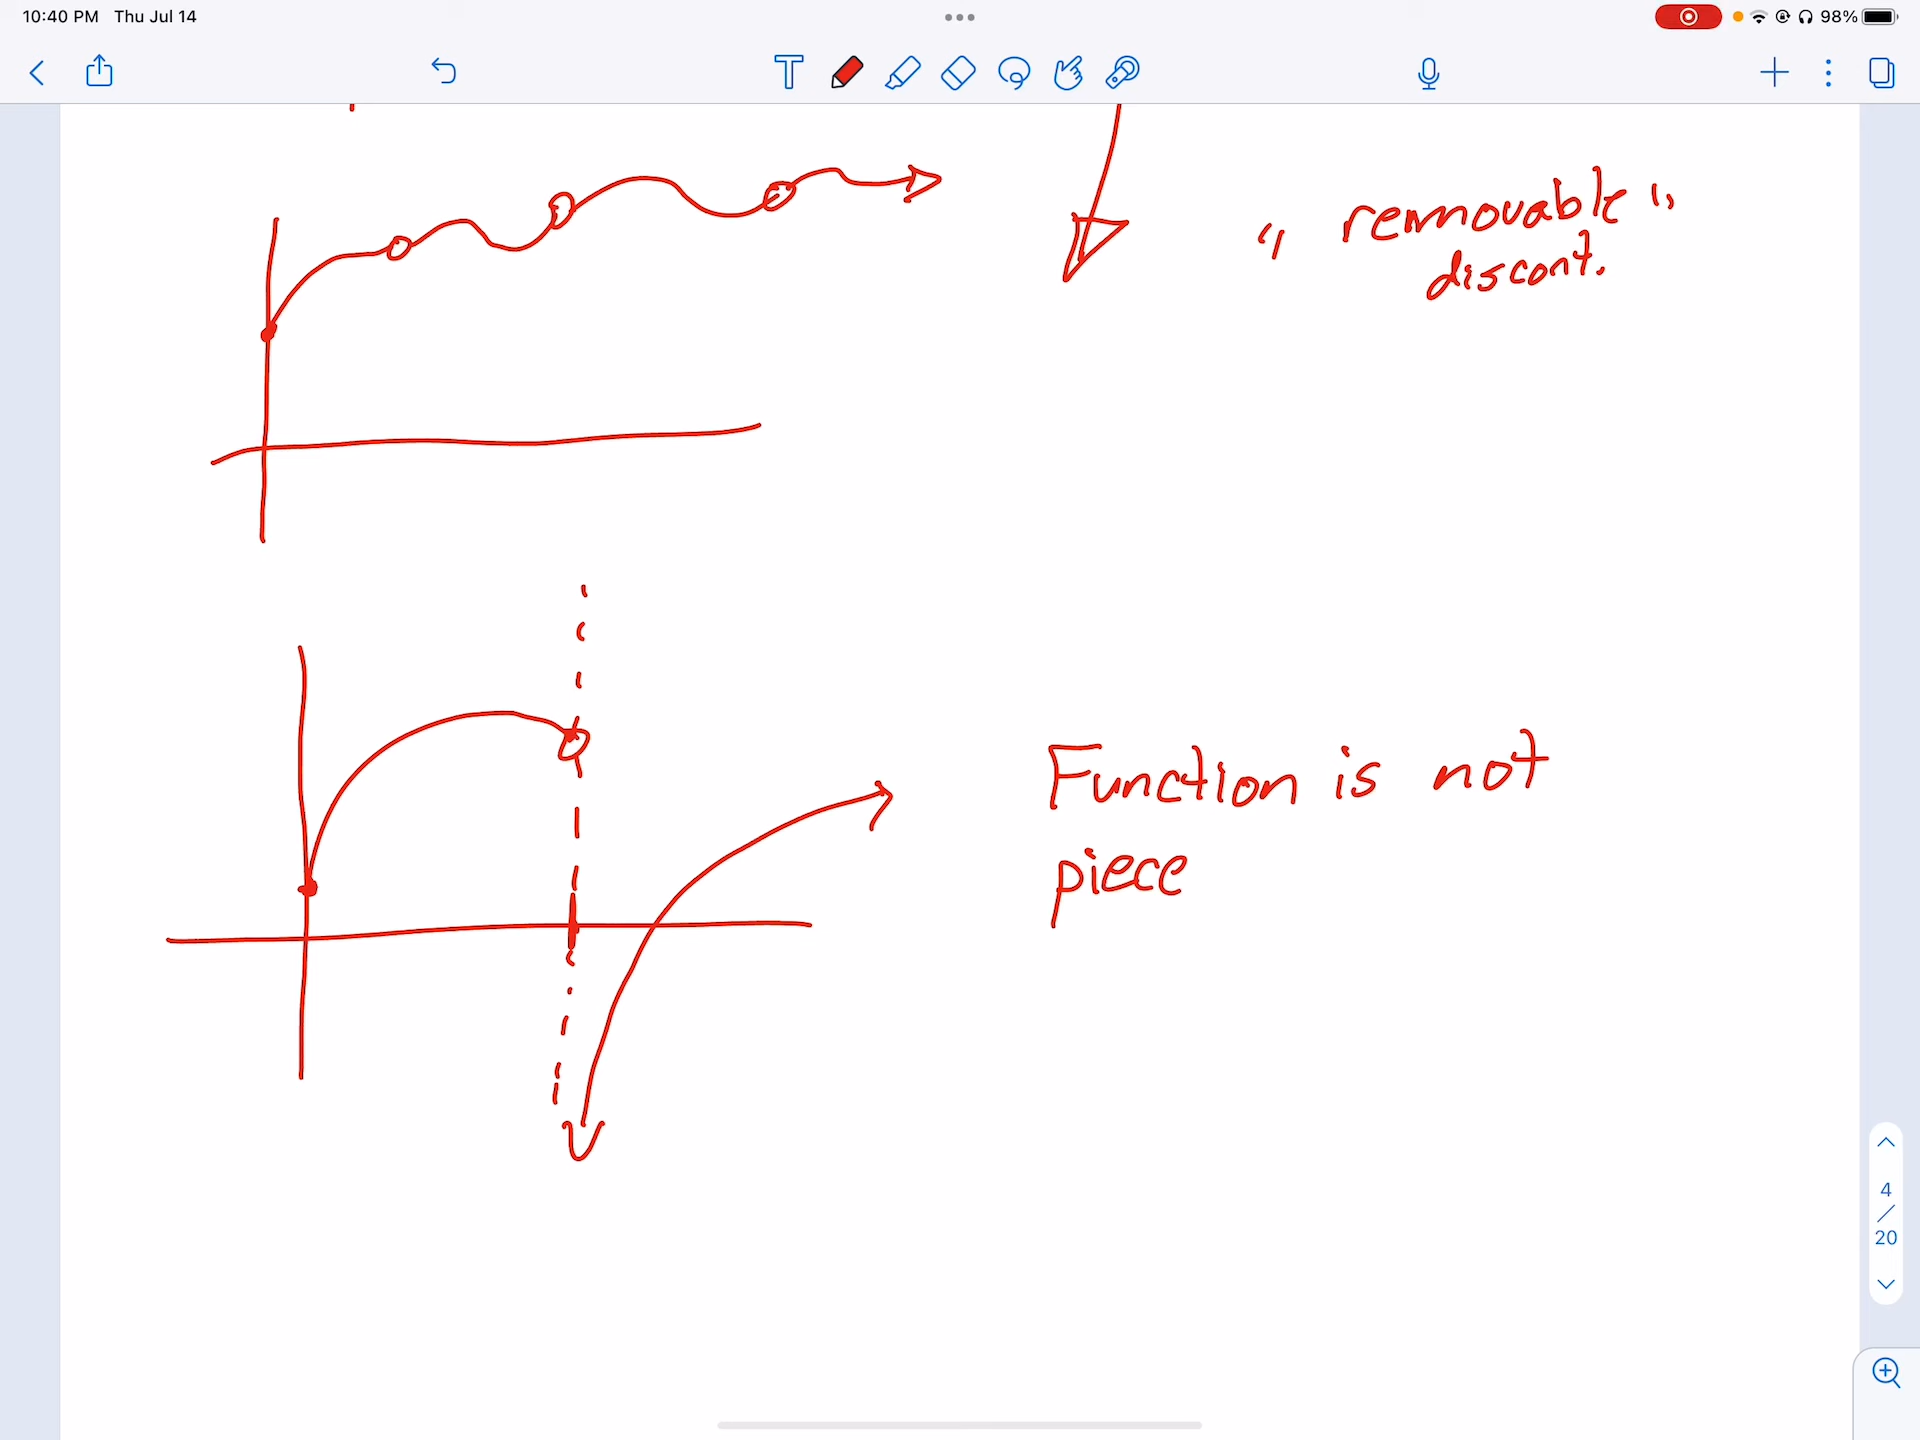 10:40 PM Thu Jul 14
98%
T
" removable "
discont.
Function is not
piece
4
/
20